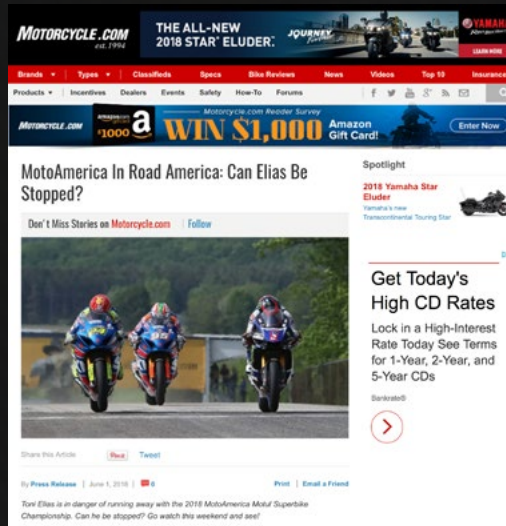 MOTORCYCLE.COM
est.1994
THE ALL-NEW
2018 STAR ELUDER.
JOURNEY
YAMAHA
LEARN MORE
Brands Types Classifieds Specs Bike Reviews News Videos Top 10 Insurance
Products Incentives Dealers Events Safety How-To Forums
MOTORCYCLE.COM
$1000
a
Motorcycle.com Reader Survey
WIN $1,000
Amazon
Gift Card!
Enter Now
MotoAmerica In Road America: Can Elias Be
Stopped?
Don't Miss Stories on Motorcycle.com | Follow
Share this Article Tweet
By Press Release | June 1, 2018 | 0 Print | Email a Friend
Toni Elias is in danger of running away with the 2018 MotoAmerica Motul Superbike
Championship. Can he be stopped? Go watch this weekend and see!
Spotlight
2018 Yamaha Star
Eluder
Yamaha's new
Transcontinental Touring Star
Get Today's
High CD Rates
Lock in a High-Interest
Rate Today See Terms
for 1-Year, 2-Year, and
5-Year CDs
Bankrate®